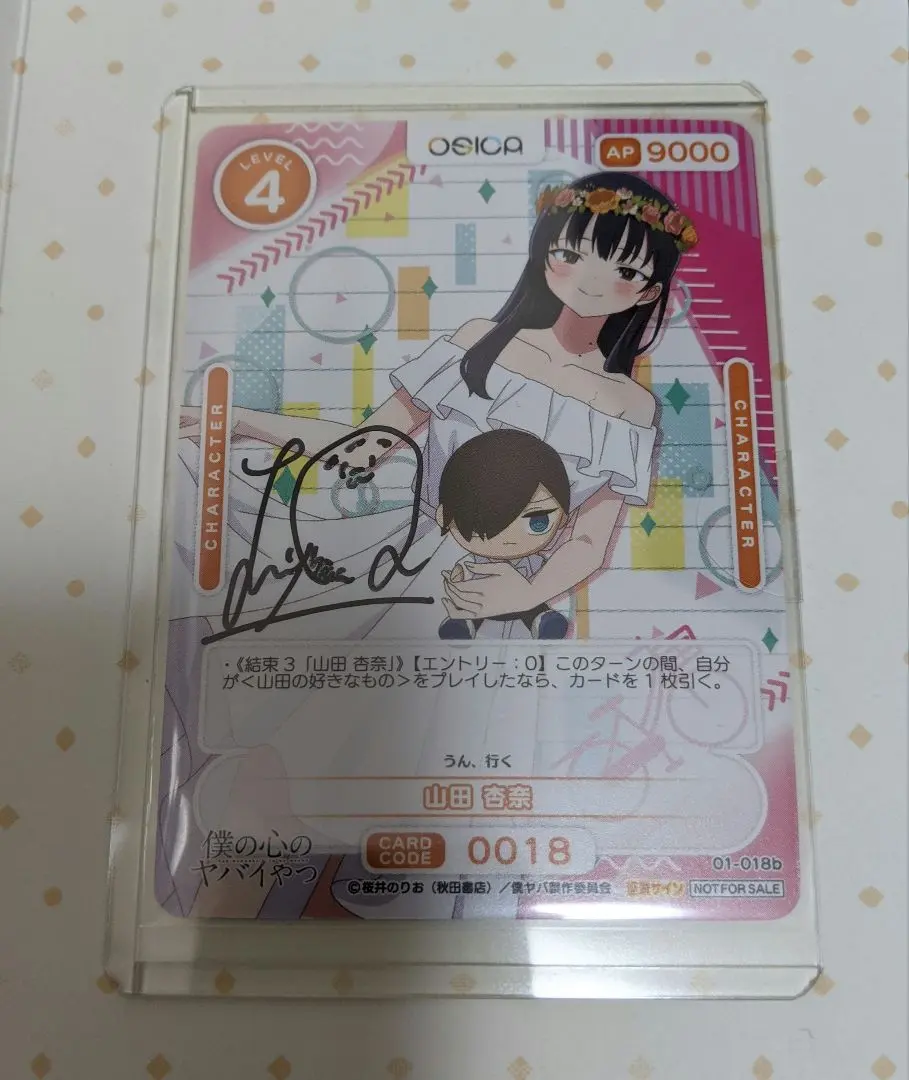 OSICA
LEVEL
4
AP 9000
CHARACTER
CHARACTER
・《結束3「山田 杏奈」》【エントリー：0】このターンの間、自分
が＜山田の好きなもの＞をプレイしたなら、カードを1枚引く。
うん、行く
山田 杏奈
僕の心の
ヤバイやつ
CARD CODE 0018
01-018b
©桜井のりお（秋田書店）／僕ヤバ製作委員会
NOT FOR SALE